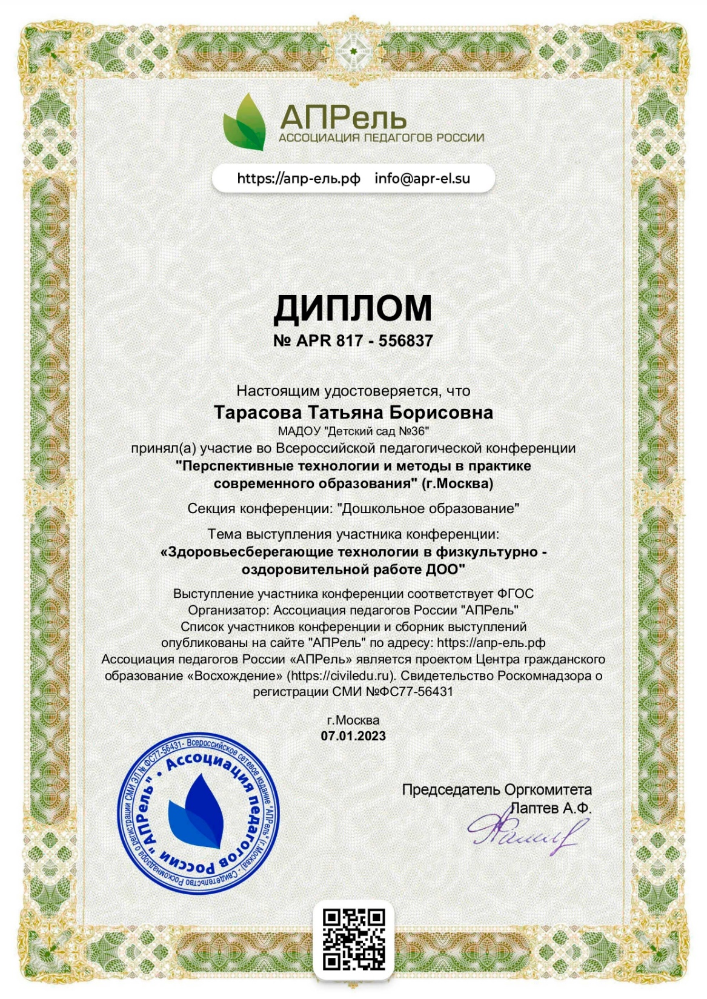 АПРель
АССОЦИАЦИЯ ПЕДАГОГОВ РОССИИ
https://апр-ель.рф info@apr-el.su
ДИПЛОМ
№ APR 817 - 556837
Настоящим удостоверяется, что
Тарасова Татьяна Борисовна
МАДОУ "Детский сад №36"
принял(а) участие во Всероссийской педагогической конференции
"Перспективные технологии и методы в практике
современного образования" (г.Москва)
Секция конференции: "Дошкольное образование"
Тема выступления участника конференции:
«Здоровьесберегающие технологии в физкультурно -
оздоровительной работе ДОО"
Выступление участника конференции соответствует ФГОС
Организатор: Ассоциация педагогов России "АПРель"
Список участников конференции и сборник выступлений
опубликованы на сайте "АПРель" по адресу: https://апр-ель.рф
Ассоциация педагогов России «АПРель» является проектом Центра гражданского
образование «Восхождение» (https://civiledu.ru). Свидетельство Роскомнадзора о
регистрации СМИ №ФС77-56431
г.Москва
07.01.2023
Всероссийское сетевое издание "АПРель" (г.Москва) - Свидетельство Роскомнадзора о регистрации СМИ ЭЛ № ФС77-56431-
Ассоциация педагогов России "АПРель" •
Председатель Оргкомитета
Лаптев А.Ф.